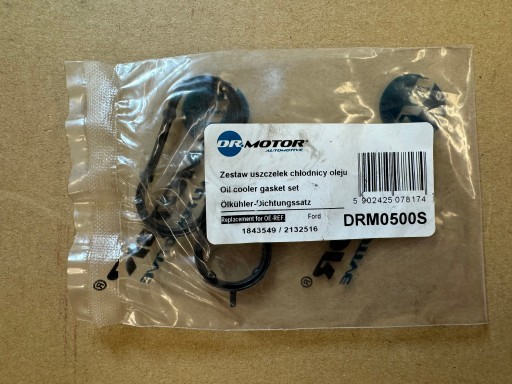 DR.MOTOR®
AUTOMOTIVE
Zestaw uszczelek chłodnicy oleju
Oil cooler gasket set
Ölkühler-Dichtungssatz
5 902425 078174
Replacement for OE-REF. Ford
DRM0500S
1843549 / 2132516